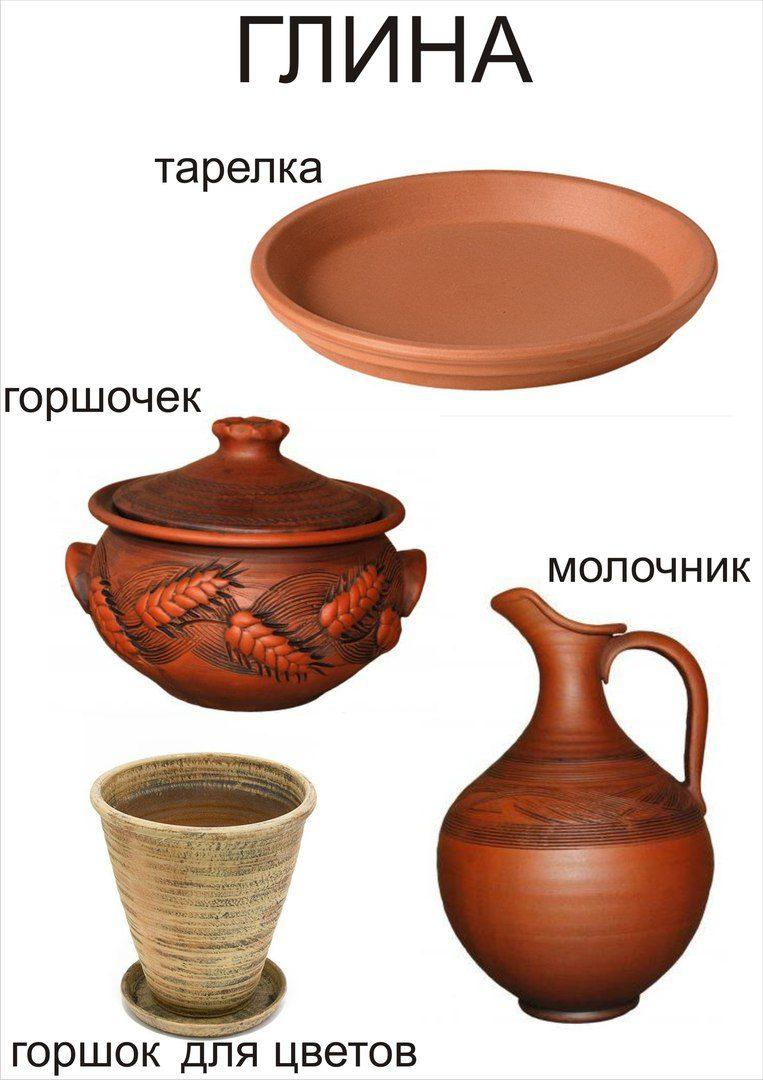 ГЛИНА
тарелка
горшочек
молочник
горшок для цветов